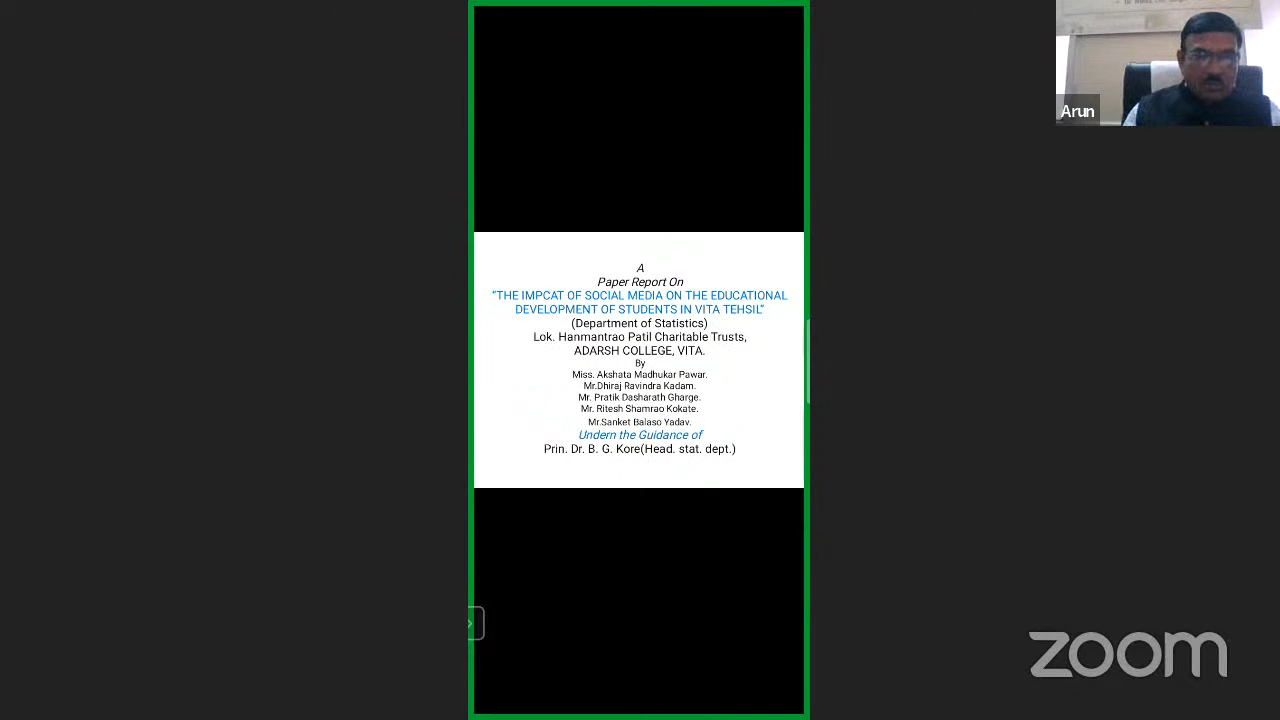 A
Paper Report On
“THE IMPCAT OF SOCIAL MEDIA ON THE EDUCATIONAL
DEVELOPMENT OF STUDENTS IN VITA TEHSIL”
(Department of Statistics)
Lok. Hanmantrao Patil Charitable Trusts,
ADARSH COLLEGE, VITA.
By
Miss. Akshata Madhukar Pawar.
Mr.Dhiraj Ravindra Kadam.
Mr. Pratik Dasharath Gharge.
Mr. Ritesh Shamrao Kokate.
Mr.Sanket Balaso Yadav.
Undern the Guidance of
Prin. Dr. B. G. Kore(Head. stat. dept.)
Arun
zoom